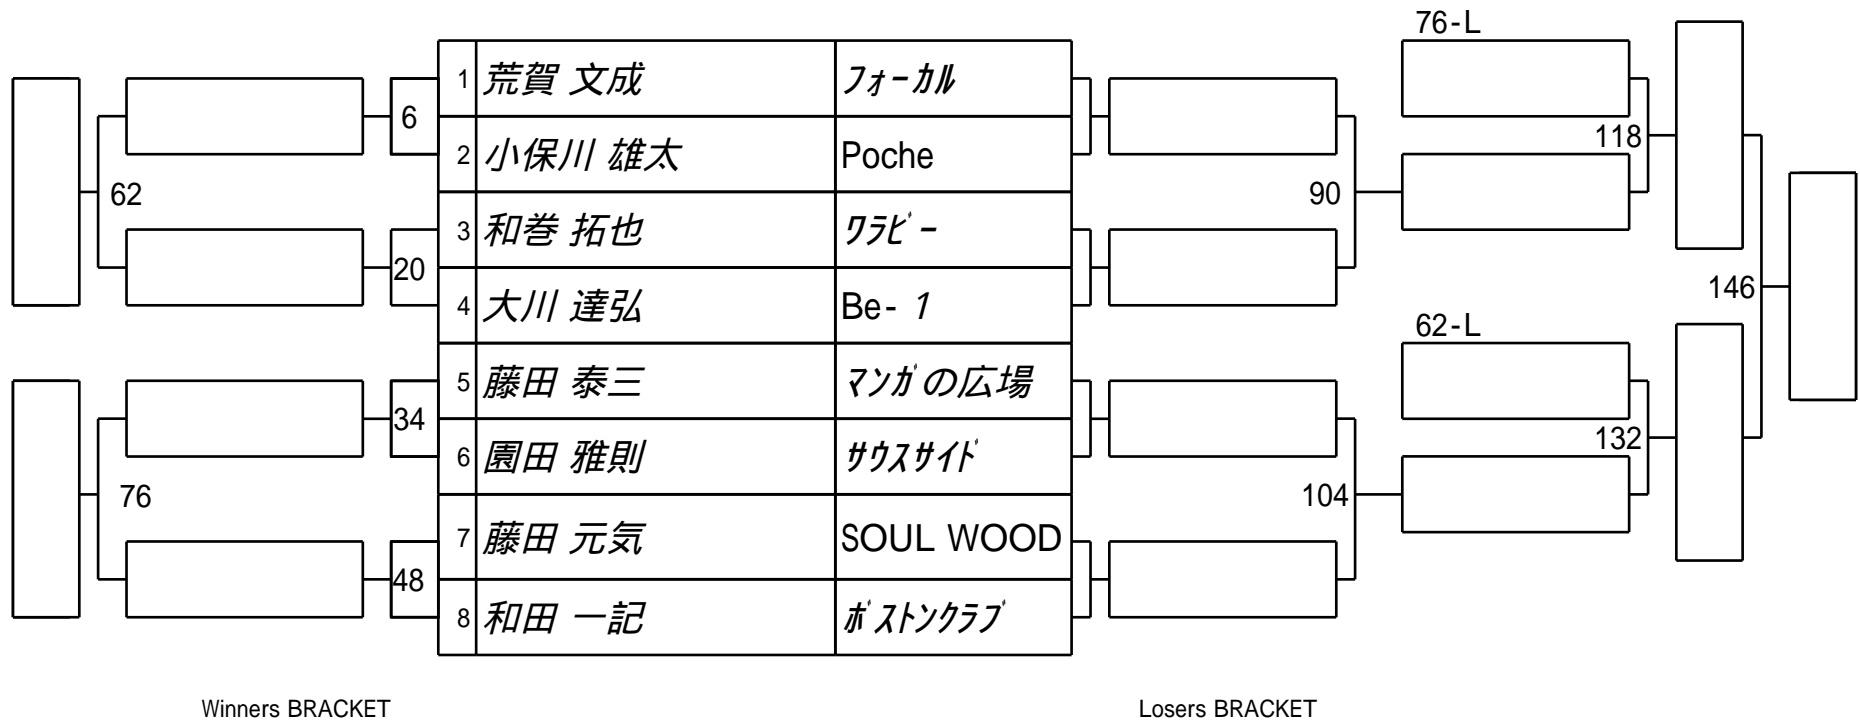 76-L
1 荒賀 文成 フォーカル
6
118
2 小保川 雄太 Poche
62 90
3 和巻 拓也 ワラビー
20
4 大川 達弘 Be- 1
146
62-L
5 藤田 泰三 マンガの広場
34
132
6 園田 雅則 サウスサイド
76 104
7 藤田 元気 SOUL WOOD
48
8 和田 一記 ボストンクラブ
Winners BRACKET Losers BRACKET